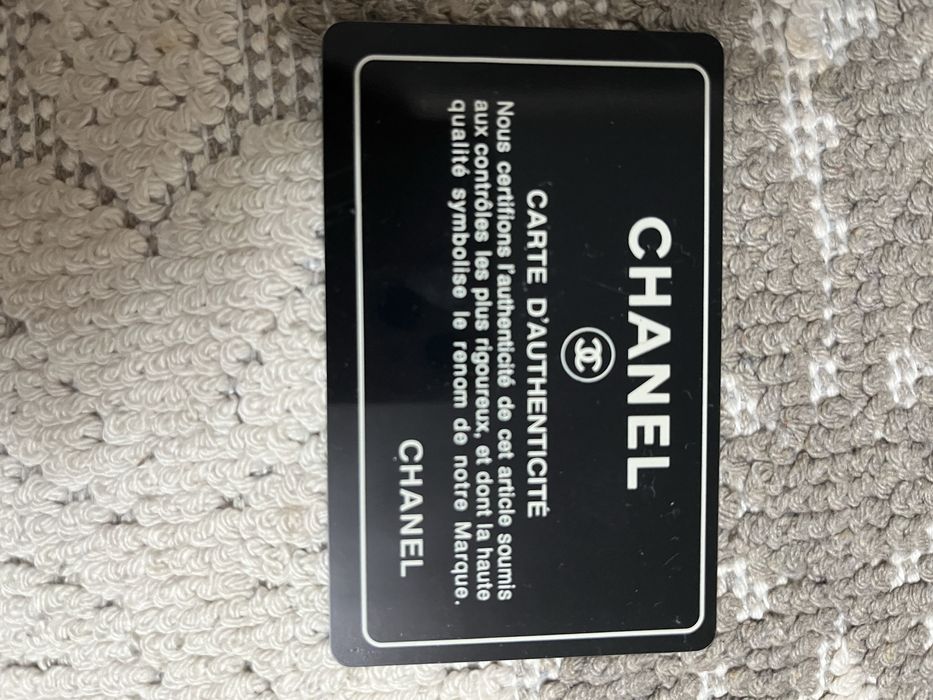 CHANEL
CARTE D'AUTHENTICITÉ
Nous certifions l'authenticité de cet article soumis
aux contrôles les plus rigoureux, et dont la haute
qualité symbolise le renom de notre Marque.
CHANEL